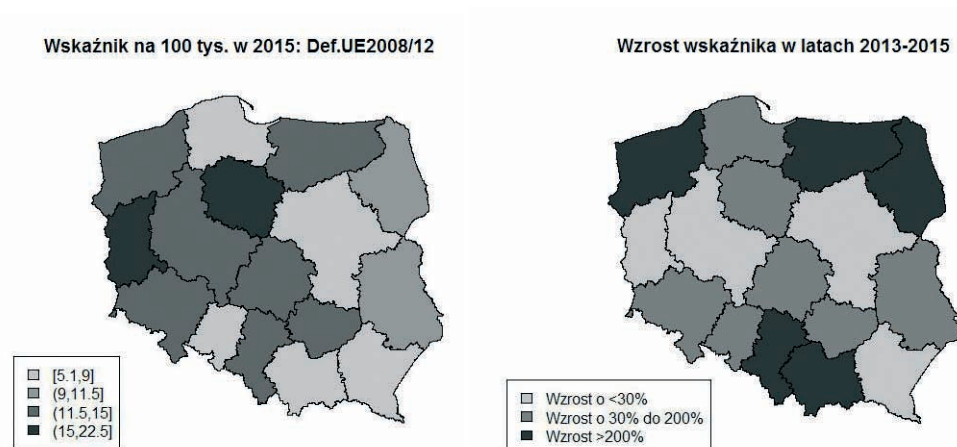 Wskaźnik na 100 tys. w 2015: Def.UE2008/12
[5.1,9]
(9,11.5]
(11.5,15]
(15,22.5]
Wzrost wskaźnika w latach 2013-2015
Wzrost o <30%
Wzrost o 30% do 200%
Wzrost >200%